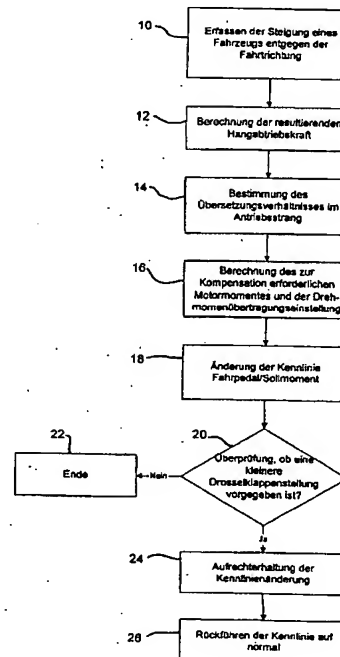 10
Erfassen der Steigung eines
Fahrzeugs entgegen der
Fahrtrichtung
12
Berechnung der resultierenden
Hangabtriebskraft
14
Bestimmung des
Übersetzungsverhältnisses im
Antriebsstrang
16
Berechnung des zur
Kompensation erforderlichen
Motormomentes und der Dreh-
momenübertragungseinstellung
18
Änderung der Kennlinie
Fahrpedal/Sollmoment
20
Überprüfung, ob eine
kleinere
Drosselklappenstellung
vorgegeben ist?
22
Ende
Nein
Ja
24
Aufrechterhaltung der
Kennlinienänderung
26
Rückführen der Kennlinie auf
normal